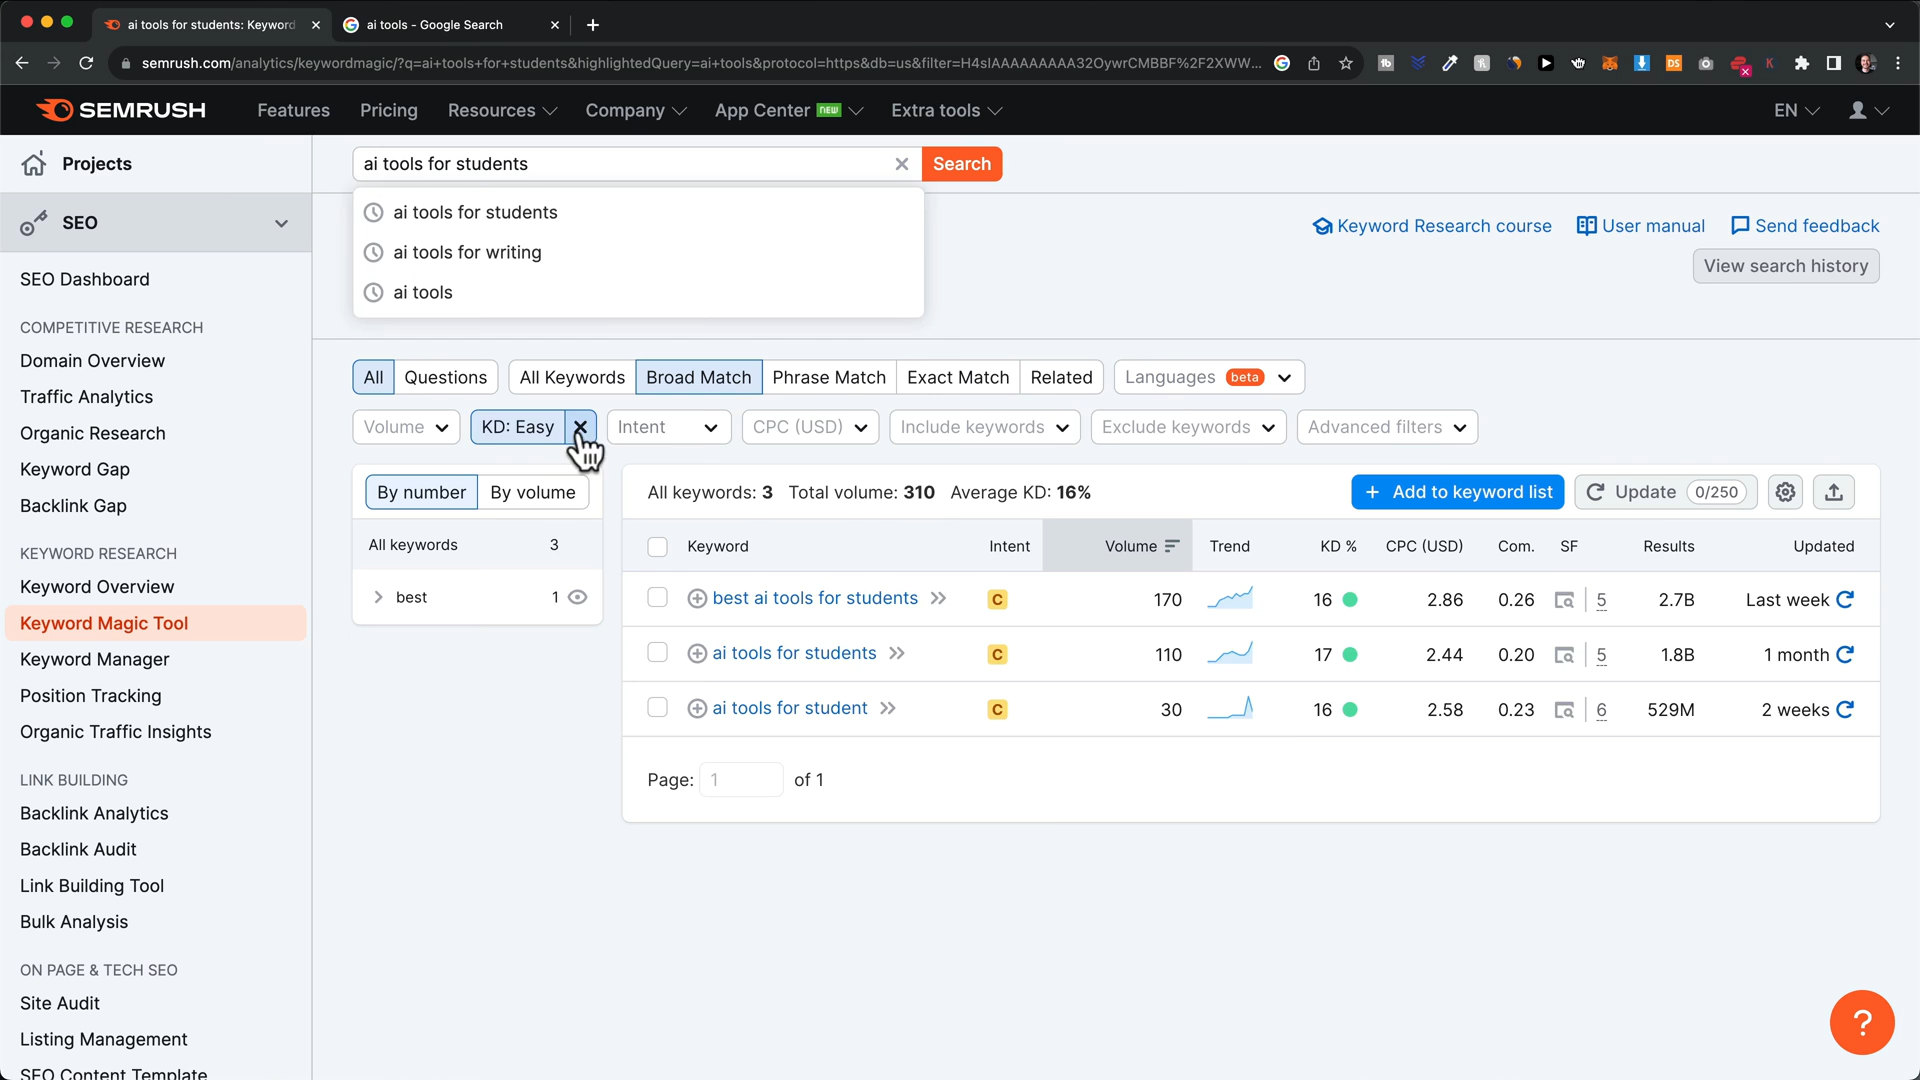 ai tools for students: Keyword
ai tools - Google Search
semrush.com/analytics/keywordmagic/?q=ai+tools+for+students&highlightedQuery=ai+tools&protocol=https&db=us&filter=H4sIAAAAAAAAA32OywrCMBBF%2F2XWW...
SEMRUSH
Features
Pricing
Resources
Company
App Center NEW
Extra tools
EN
Projects
SEO
SEO Dashboard
COMPETITIVE RESEARCH
Domain Overview
Traffic Analytics
Organic Research
Keyword Gap
Backlink Gap
KEYWORD RESEARCH
Keyword Overview
Keyword Magic Tool
Keyword Manager
Position Tracking
Organic Traffic Insights
LINK BUILDING
Backlink Analytics
Backlink Audit
Link Building Tool
Bulk Analysis
ON PAGE & TECH SEO
Site Audit
Listing Management
SEO Content Template
ai tools for students
Search
ai tools for students
ai tools for writing
ai tools
Keyword Research course
User manual
Send feedback
View search history
All Questions All Keywords Broad Match Phrase Match Exact Match Related Languages beta
Volume KD: Easy Intent CPC (USD) Include keywords Exclude keywords Advanced filters
By number By volume
All keywords 3
best 1
All keywords: 3 Total volume: 310 Average KD: 16%
+ Add to keyword list Update 0/250
Keyword Intent Volume Trend KD % CPC (USD) Com. SF Results Updated
best ai tools for students C 170 16 2.86 0.26 5 2.7B Last week
ai tools for students C 110 17 2.44 0.20 5 1.8B 1 month
ai tools for student C 30 16 2.58 0.23 6 529M 2 weeks
Page: 1 of 1
?